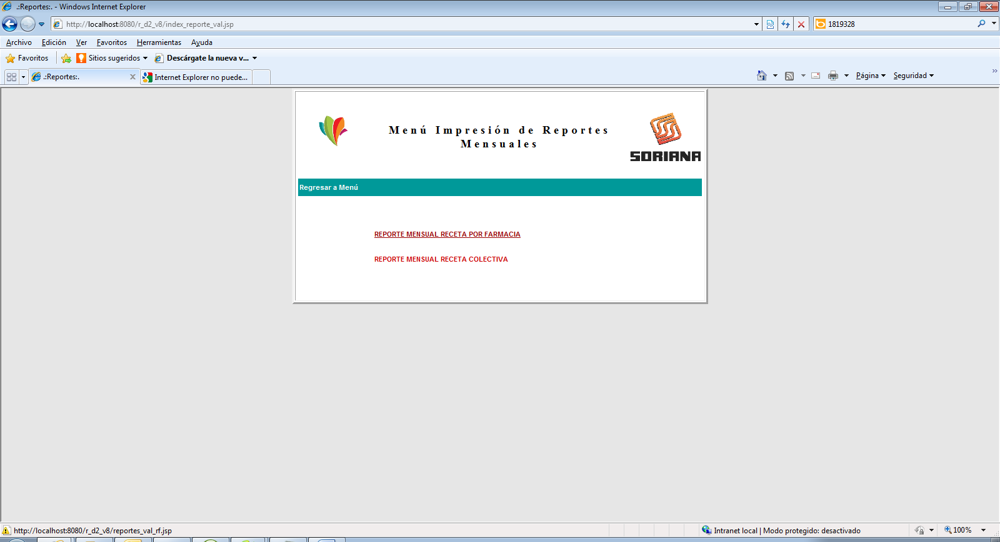 .:Reportes:. - Windows Internet Explorer
http://localhost:8080/r_d2_v8/index_reporte_val.jsp
1819328
Archivo Edición Ver Favoritos Herramientas Ayuda
Favoritos Sitios sugeridos Descárgate la nueva v...
.:Reportes:. Internet Explorer no puede... Página Seguridad »
Menú Impresión de Reportes
Mensuales
SORIANA
Regresar a Menú
REPORTE MENSUAL RECETA POR FARMACIA
REPORTE MENSUAL RECETA COLECTIVA
http://localhost:8080/r_d2_v8/reportes_val_rf.jsp Intranet local | Modo protegido: desactivado 100%